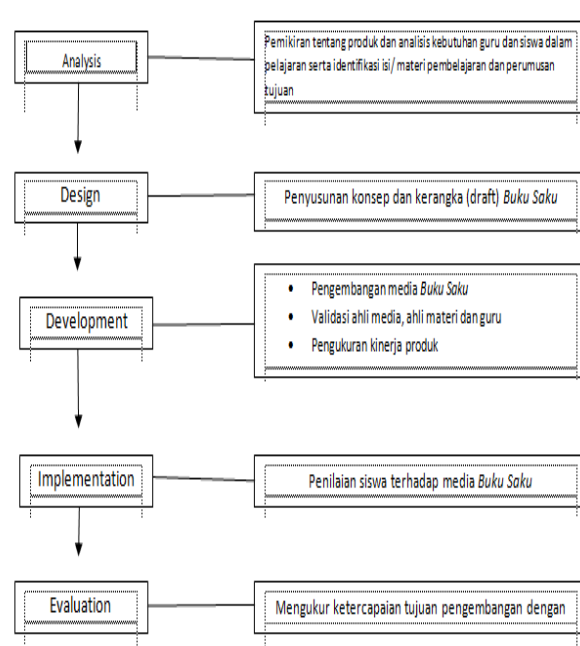 Analysis
Pemikiran tentang produk dan analisis kebutuhan guru dan siswa dalam
pelajaran serta identifikasi isi/ materi pembelajaran dan perumusan
tujuan
Design
Penyusunan konsep dan kerangka (draft) Buku Saku
Development
• Pengembangan media Buku Saku
• Validasi ahli media, ahli materi dan guru
• Pengukuran kinerja produk
Implementation
Penilaian siswa terhadap media Buku Saku
Evaluation
Mengukur ketercapaian tujuan pengembangan dengan